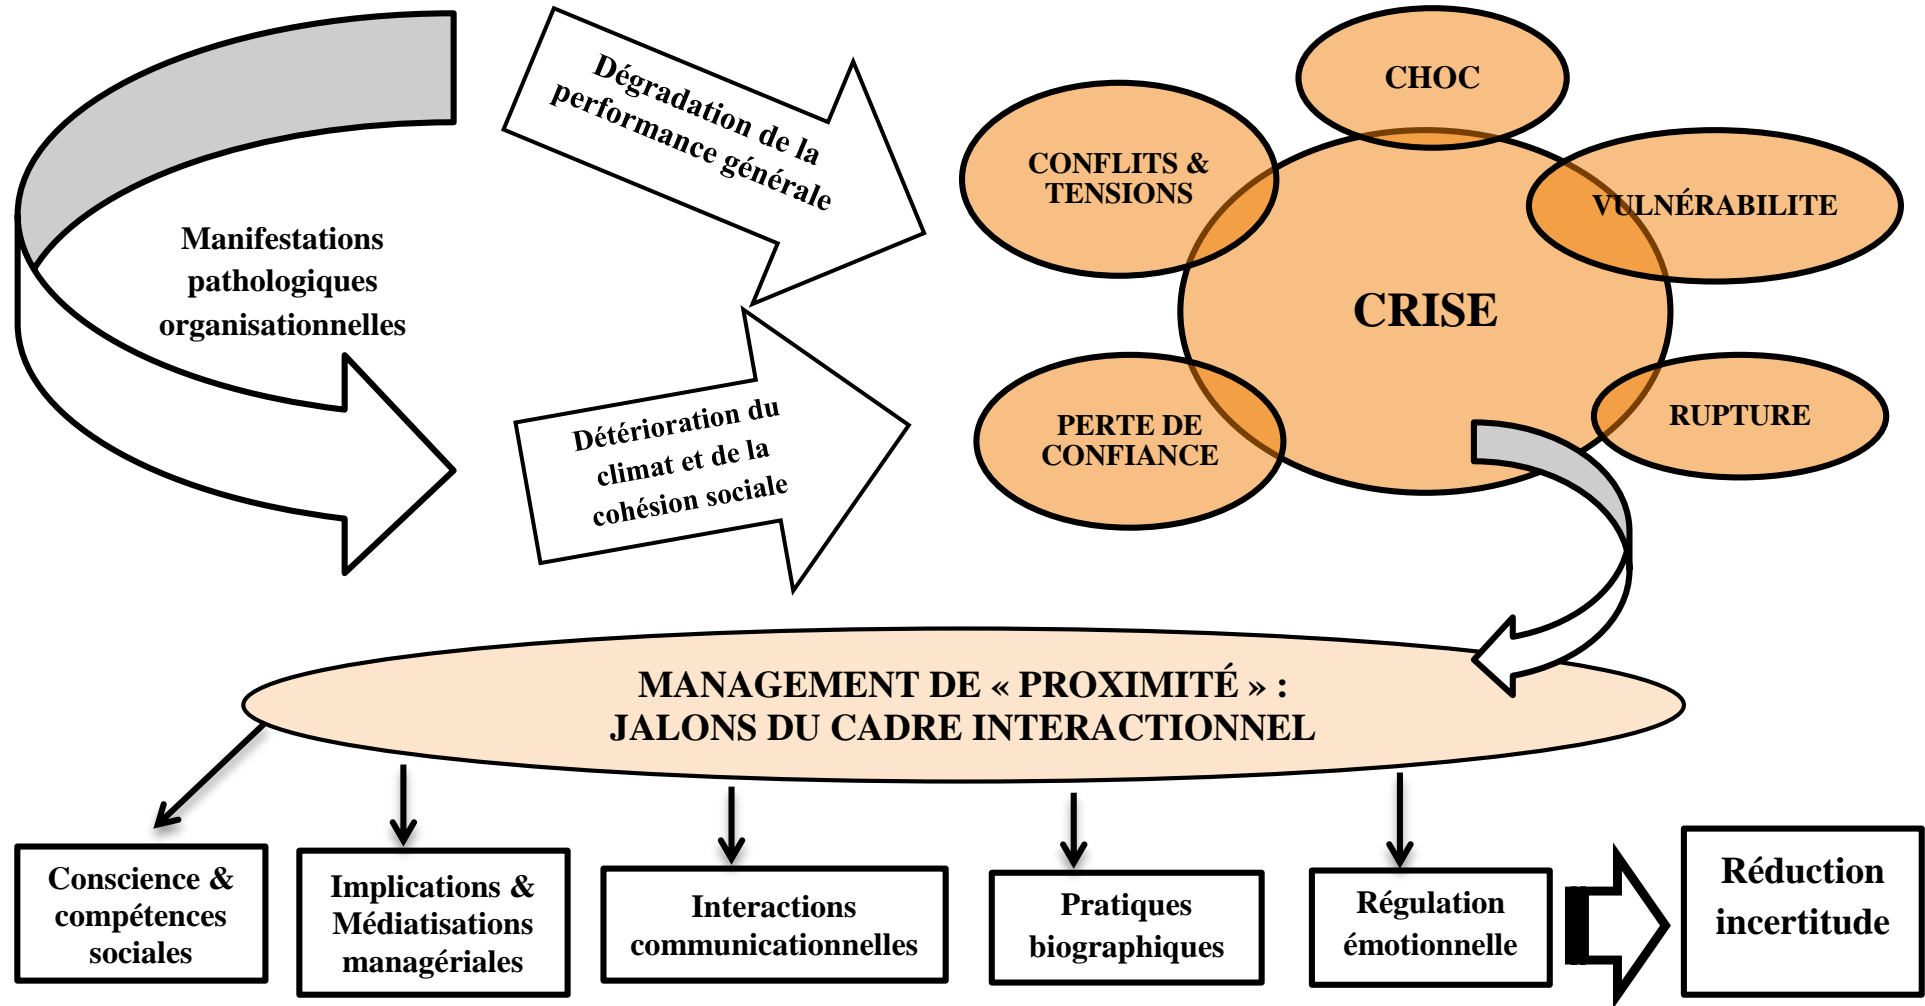 Dégradation de la
performance générale
CHOC
CONFLITS &
TENSIONS
VULNÉRABILITE
Manifestations
pathologiques
organisationnelles
CRISE
Détérioration du
climat et de la
cohésion sociale
PERTE DE
CONFIANCE
RUPTURE
MANAGEMENT DE « PROXIMITÉ » :
JALONS DU CADRE INTERACTIONNEL
Conscience &
compétences
sociales
Implications &
Médiatisations
managériales
Interactions
communicationnelles
Pratiques
biographiques
Régulation
émotionnelle
Réduction
incertitude